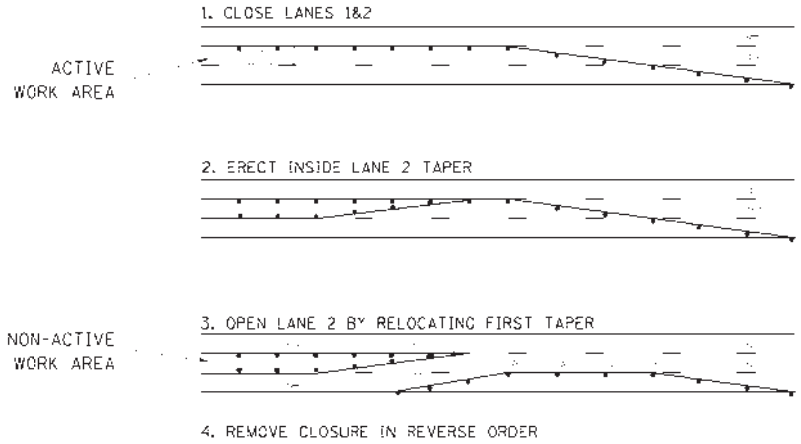 1. CLOSE LANES 1&2
ACTIVE
WORK AREA
2. ERECT INSIDE LANE 2 TAPER
3. OPEN LANE 2 BY RELOCATING FIRST TAPER
NON-ACTIVE
WORK AREA
4. REMOVE CLOSURE IN REVERSE ORDER